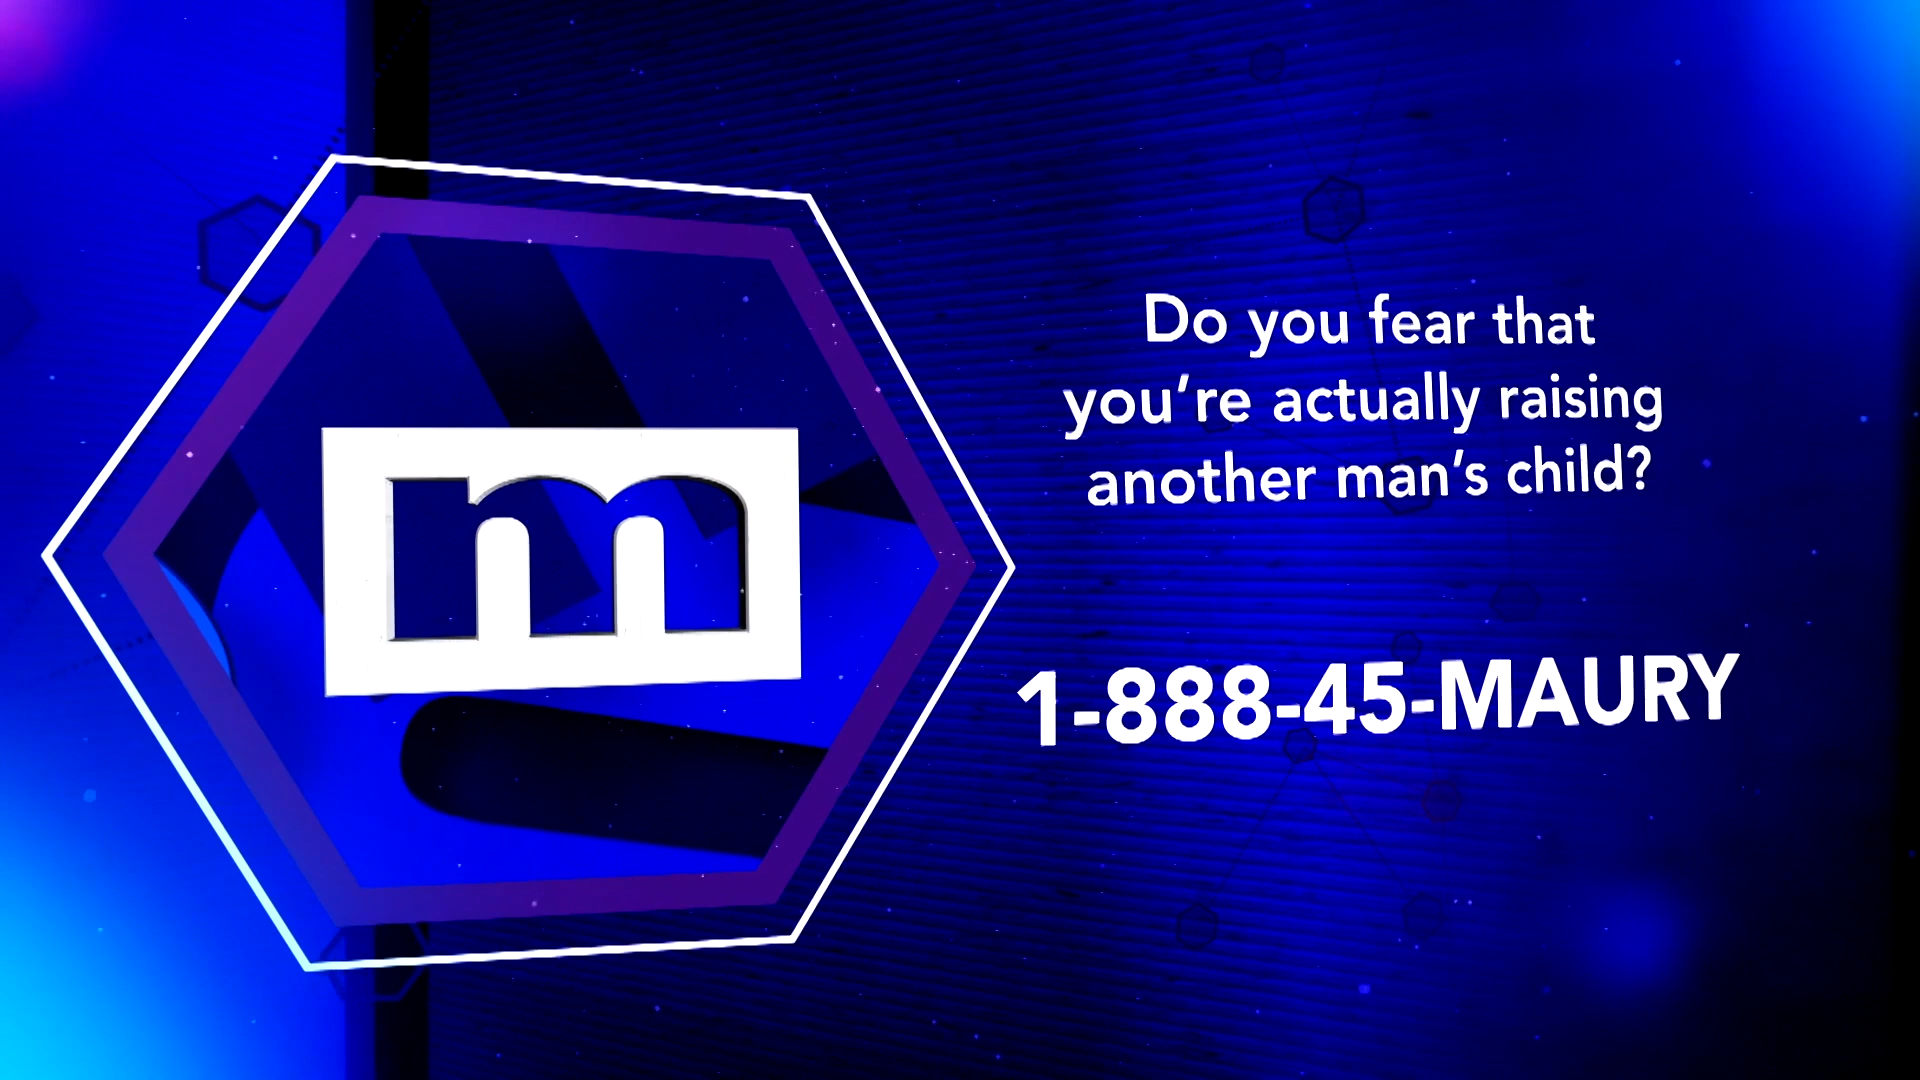 m
Do you fear that
you're actually raising
another man's child?
1-888-45-MAURY